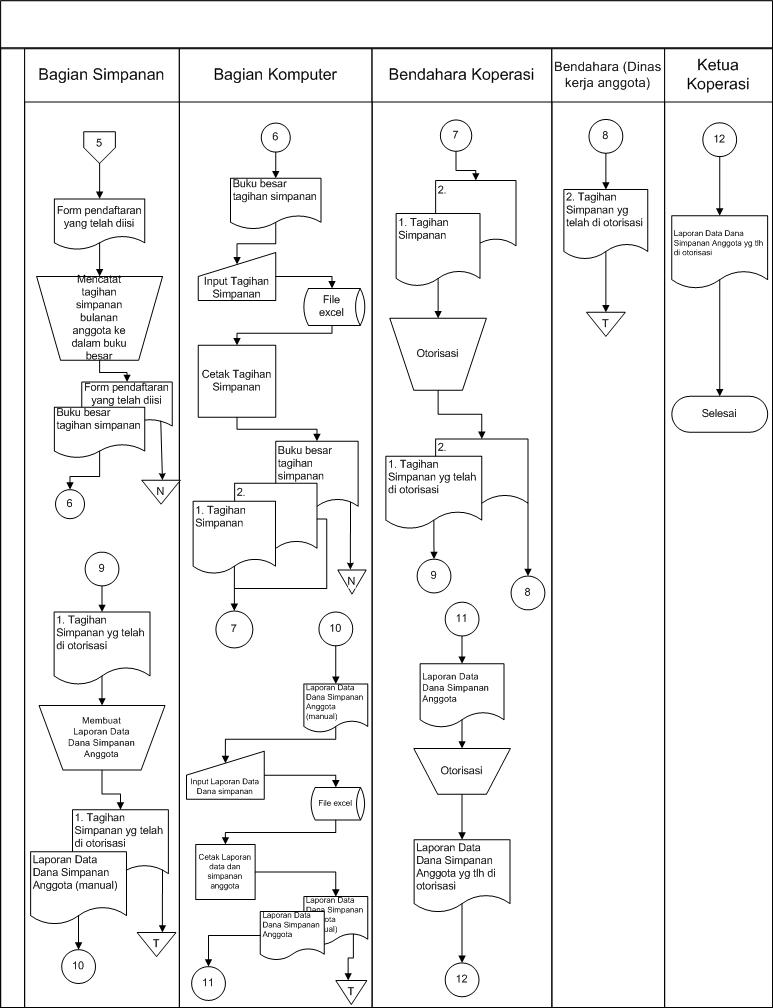 Bagian Simpanan
Bagian Komputer
Bendahara Koperasi
Bendahara (Dinas
kerja anggota)
Ketua
Koperasi
5
Form pendaftaran
yang telah diisi
Mencatat
tagihan
simpanan
bulanan
anggota ke
dalam buku
besar
Form pendaftaran
yang telah diisi
Buku besar
tagihan simpanan
N
6
9
1. Tagihan
Simpanan yg telah
di otorisasi
Membuat
Laporan Data
Dana Simpanan
Anggota
1. Tagihan
Simpanan yg telah
di otorisasi
Laporan Data
Dana Simpanan
Anggota (manual)
T
10
6
Buku besar
tagihan simpanan
Input Tagihan
Simpanan
File
excel
Cetak Tagihan
Simpanan
Buku besar
tagihan
simpanan
2.
1. Tagihan
Simpanan
N
7
10
Laporan Data
Dana Simpanan
Anggota
(manual)
Input Laporan Data
Dana simpanan
File excel
Cetak Laporan
data dan
simpanan
anggota
Laporan Data
Dana Simpanan
Laporan Data
Dana Simpanan
Anggota
T
11
7
2.
1. Tagihan
Simpanan
Otorisasi
2.
1. Tagihan
Simpanan yg telah
di otorisasi
9
8
11
Laporan Data
Dana Simpanan
Anggota
Otorisasi
Laporan Data
Dana Simpanan
Anggota yg tlh di
otorisasi
12
8
2. Tagihan
Simpanan yg
telah di otorisasi
T
12
Laporan Data Dana
Simpanan Anggota yg tlh
di otorisasi
Selesai